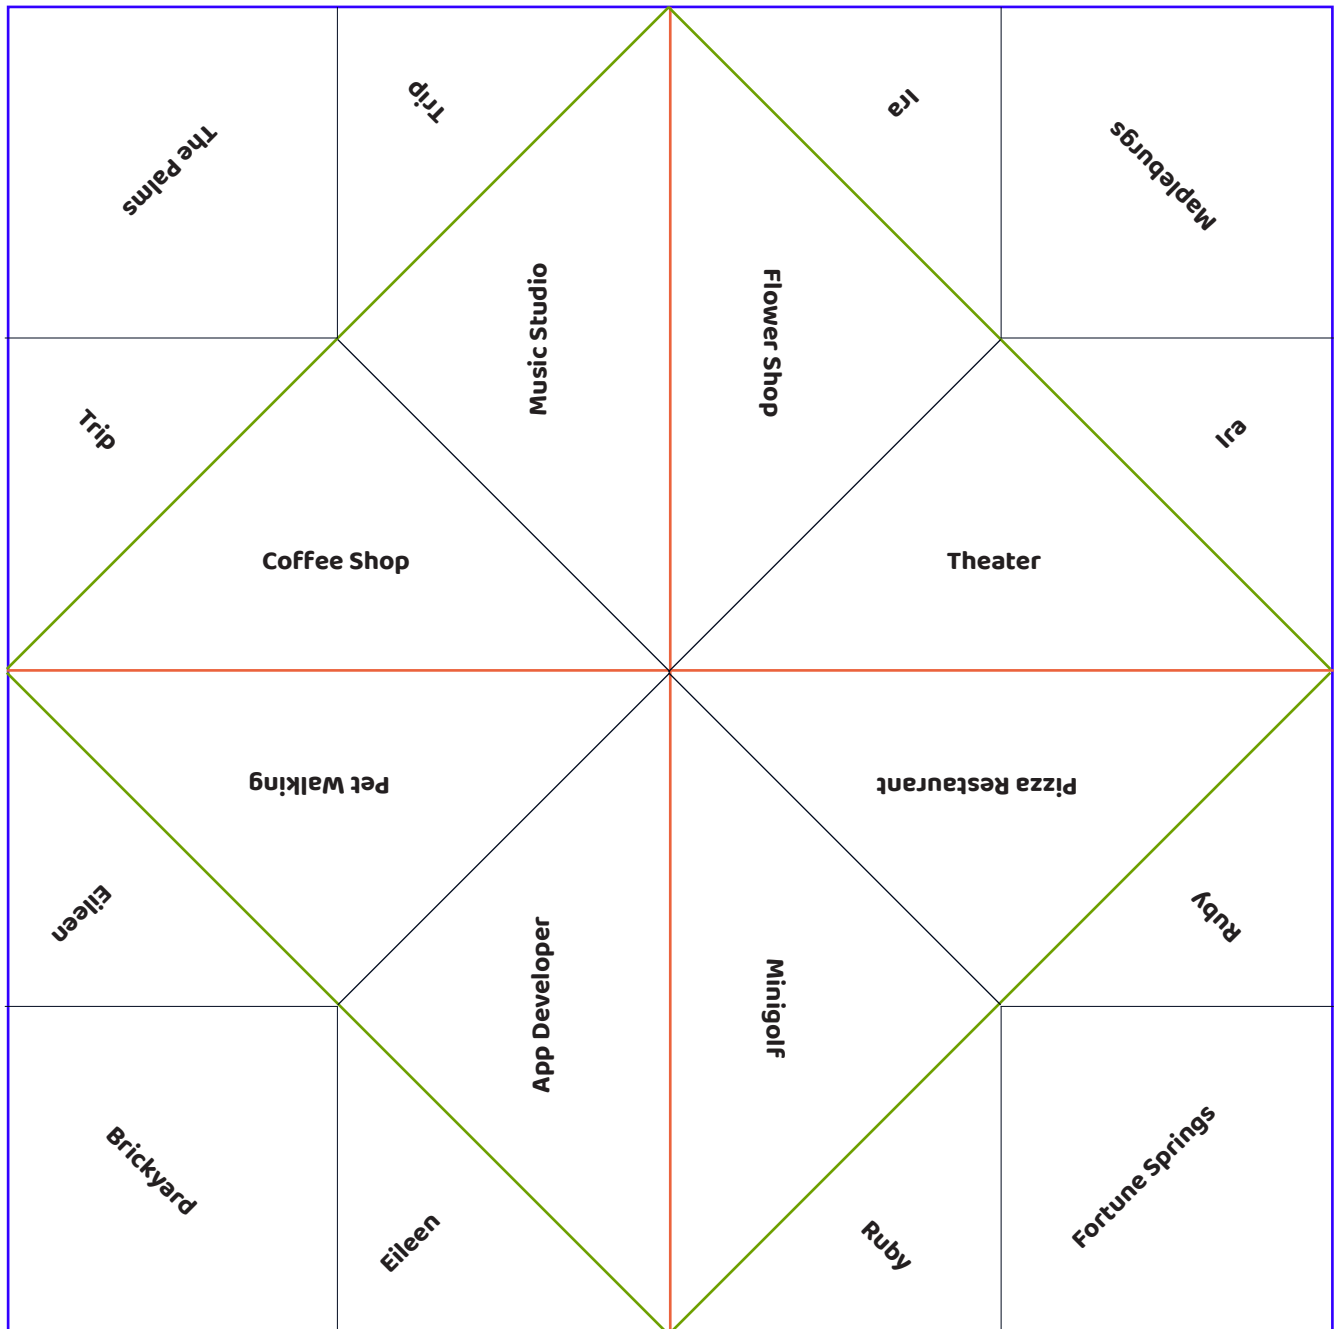 Trip
Ira
The Palms
Mapleburgs
Music Studio
Flower Shop
Trip
Ira
Coffee Shop
Theater
Pet Walking
Pizza Restaurant
Eileen
Ruby
App Developer
Minigolf
Brickyard
Fortune Springs
Eileen
Ruby